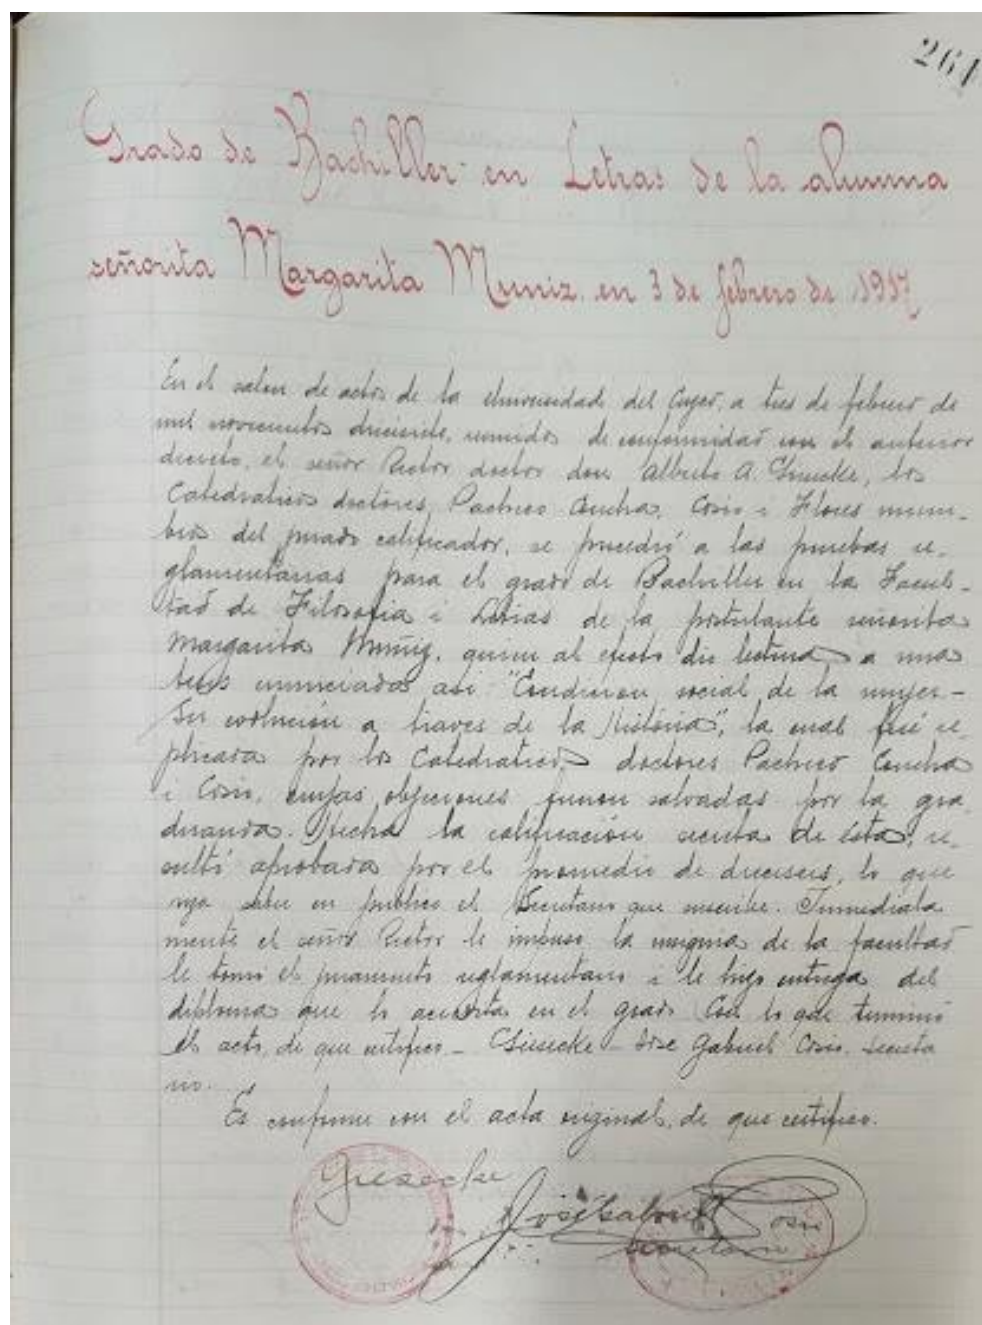 261
Grado de Bachiller en Letras de la alumna
señorita Margarita Muniz en 3 de febrero de 1917
En el salon de actos de la Universidad del Cuzco, a tres de febrero de
mil novecientos diecisiete, reunidos de conformidad con el anterior
decreto, el señor Rector doctor don Alberto A. Giesecke, los
Catedraticos doctores, Pacheco Concha, Cosio i Flores miem-
bros del jurado calificador, se procedió a las pruebas re-
glamentarias para el grado de Bachiller en la Facul-
tad de Filosofia i Letras de la postulante señorita
Margarita Muñiz, quien al efecto dió lectura a una
tesis enunciada asi "Condicion social de la mujer-
Su evolución a traves de la Historia", la cual fué re-
plicada por los Catedraticos doctores Pacheco Concha
i Cosio, cuyas objeciones fueron salvadas por la gra
duanda. Hecha la calificación secreta de ésta, re-
sultó aprobada por el promedio de dieciseis, lo que
hizo saber en público el Secretario que suscribe. Inmediata
mente el señor Rector le impuso la insignia de la facultad
le tomó el juramento reglamentario i le hizo entrega del
diploma que lo acredita en el grado Con lo que terminó
el acto, de que certifico - Giesecke - José Gabriel Cosio. Secreta
rio.
Es conforme con el acta original, de que certifico.
Giesecke
José Gabriel Cosio
Secretario